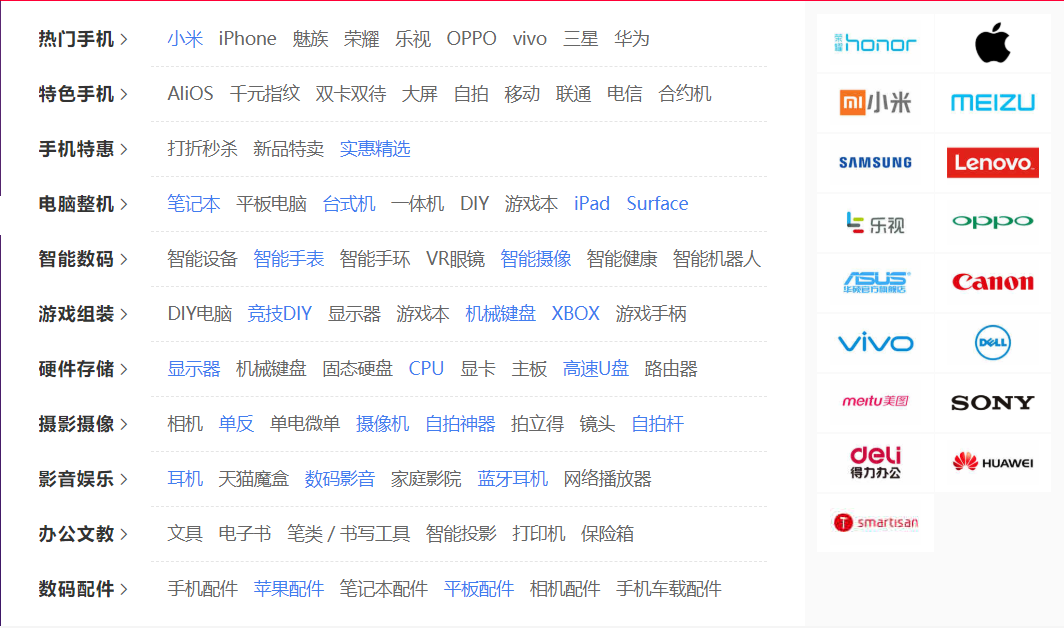 热门手机 > 小米 iPhone 魅族 荣耀 乐视 OPPO vivo 三星 华为
特色手机 > AliOS 千元指纹 双卡双待 大屏 自拍 移动 联通 电信 合约机
手机特惠 > 打折秒杀 新品特卖 实惠精选
电脑整机 > 笔记本 平板电脑 台式机 一体机 DIY 游戏本 iPad Surface
智能数码 > 智能设备 智能手表 智能手环 VR眼镜 智能摄像 智能健康 智能机器人
游戏组装 > DIY电脑 竞技DIY 显示器 游戏本 机械键盘 XBOX 游戏手柄
硬件存储 > 显示器 机械键盘 固态硬盘 CPU 显卡 主板 高速U盘 路由器
摄影摄像 > 相机 单反 单电微单 摄像机 自拍神器 拍立得 镜头 自拍杆
影音娱乐 > 耳机 天猫魔盒 数码影音 家庭影院 蓝牙耳机 网络播放器
办公文教 > 文具 电子书 笔类 / 书写工具 智能投影 打印机 保险箱
数码配件 > 手机配件 苹果配件 笔记本配件 平板配件 相机配件 手机车载配件
荣耀 honor
mi 小米 MEIZU
SAMSUNG Lenovo
乐视 oppo
ASUS 华硕官方旗舰店 Canon
vivo DELL
meitu 美图 SONY
deli 得力办公 HUAWEI
T smartisan